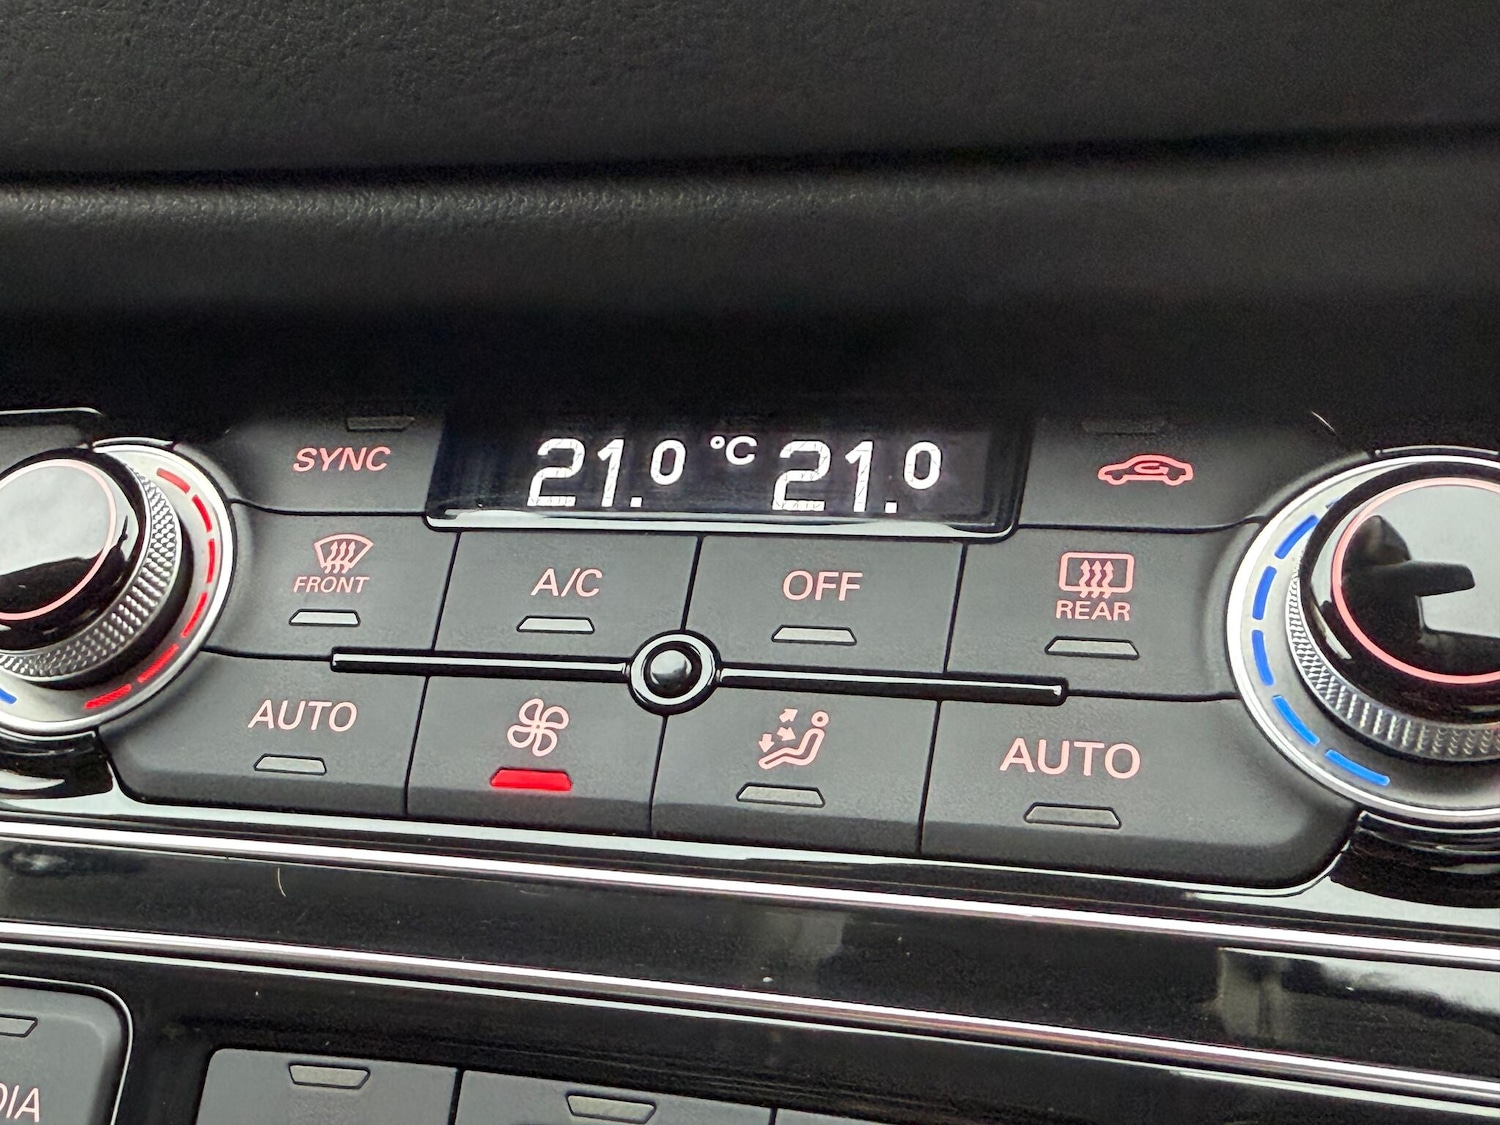 SYNC
21.0 °C 21.0
FRONT
A/C
OFF
REAR
AUTO
AUTO